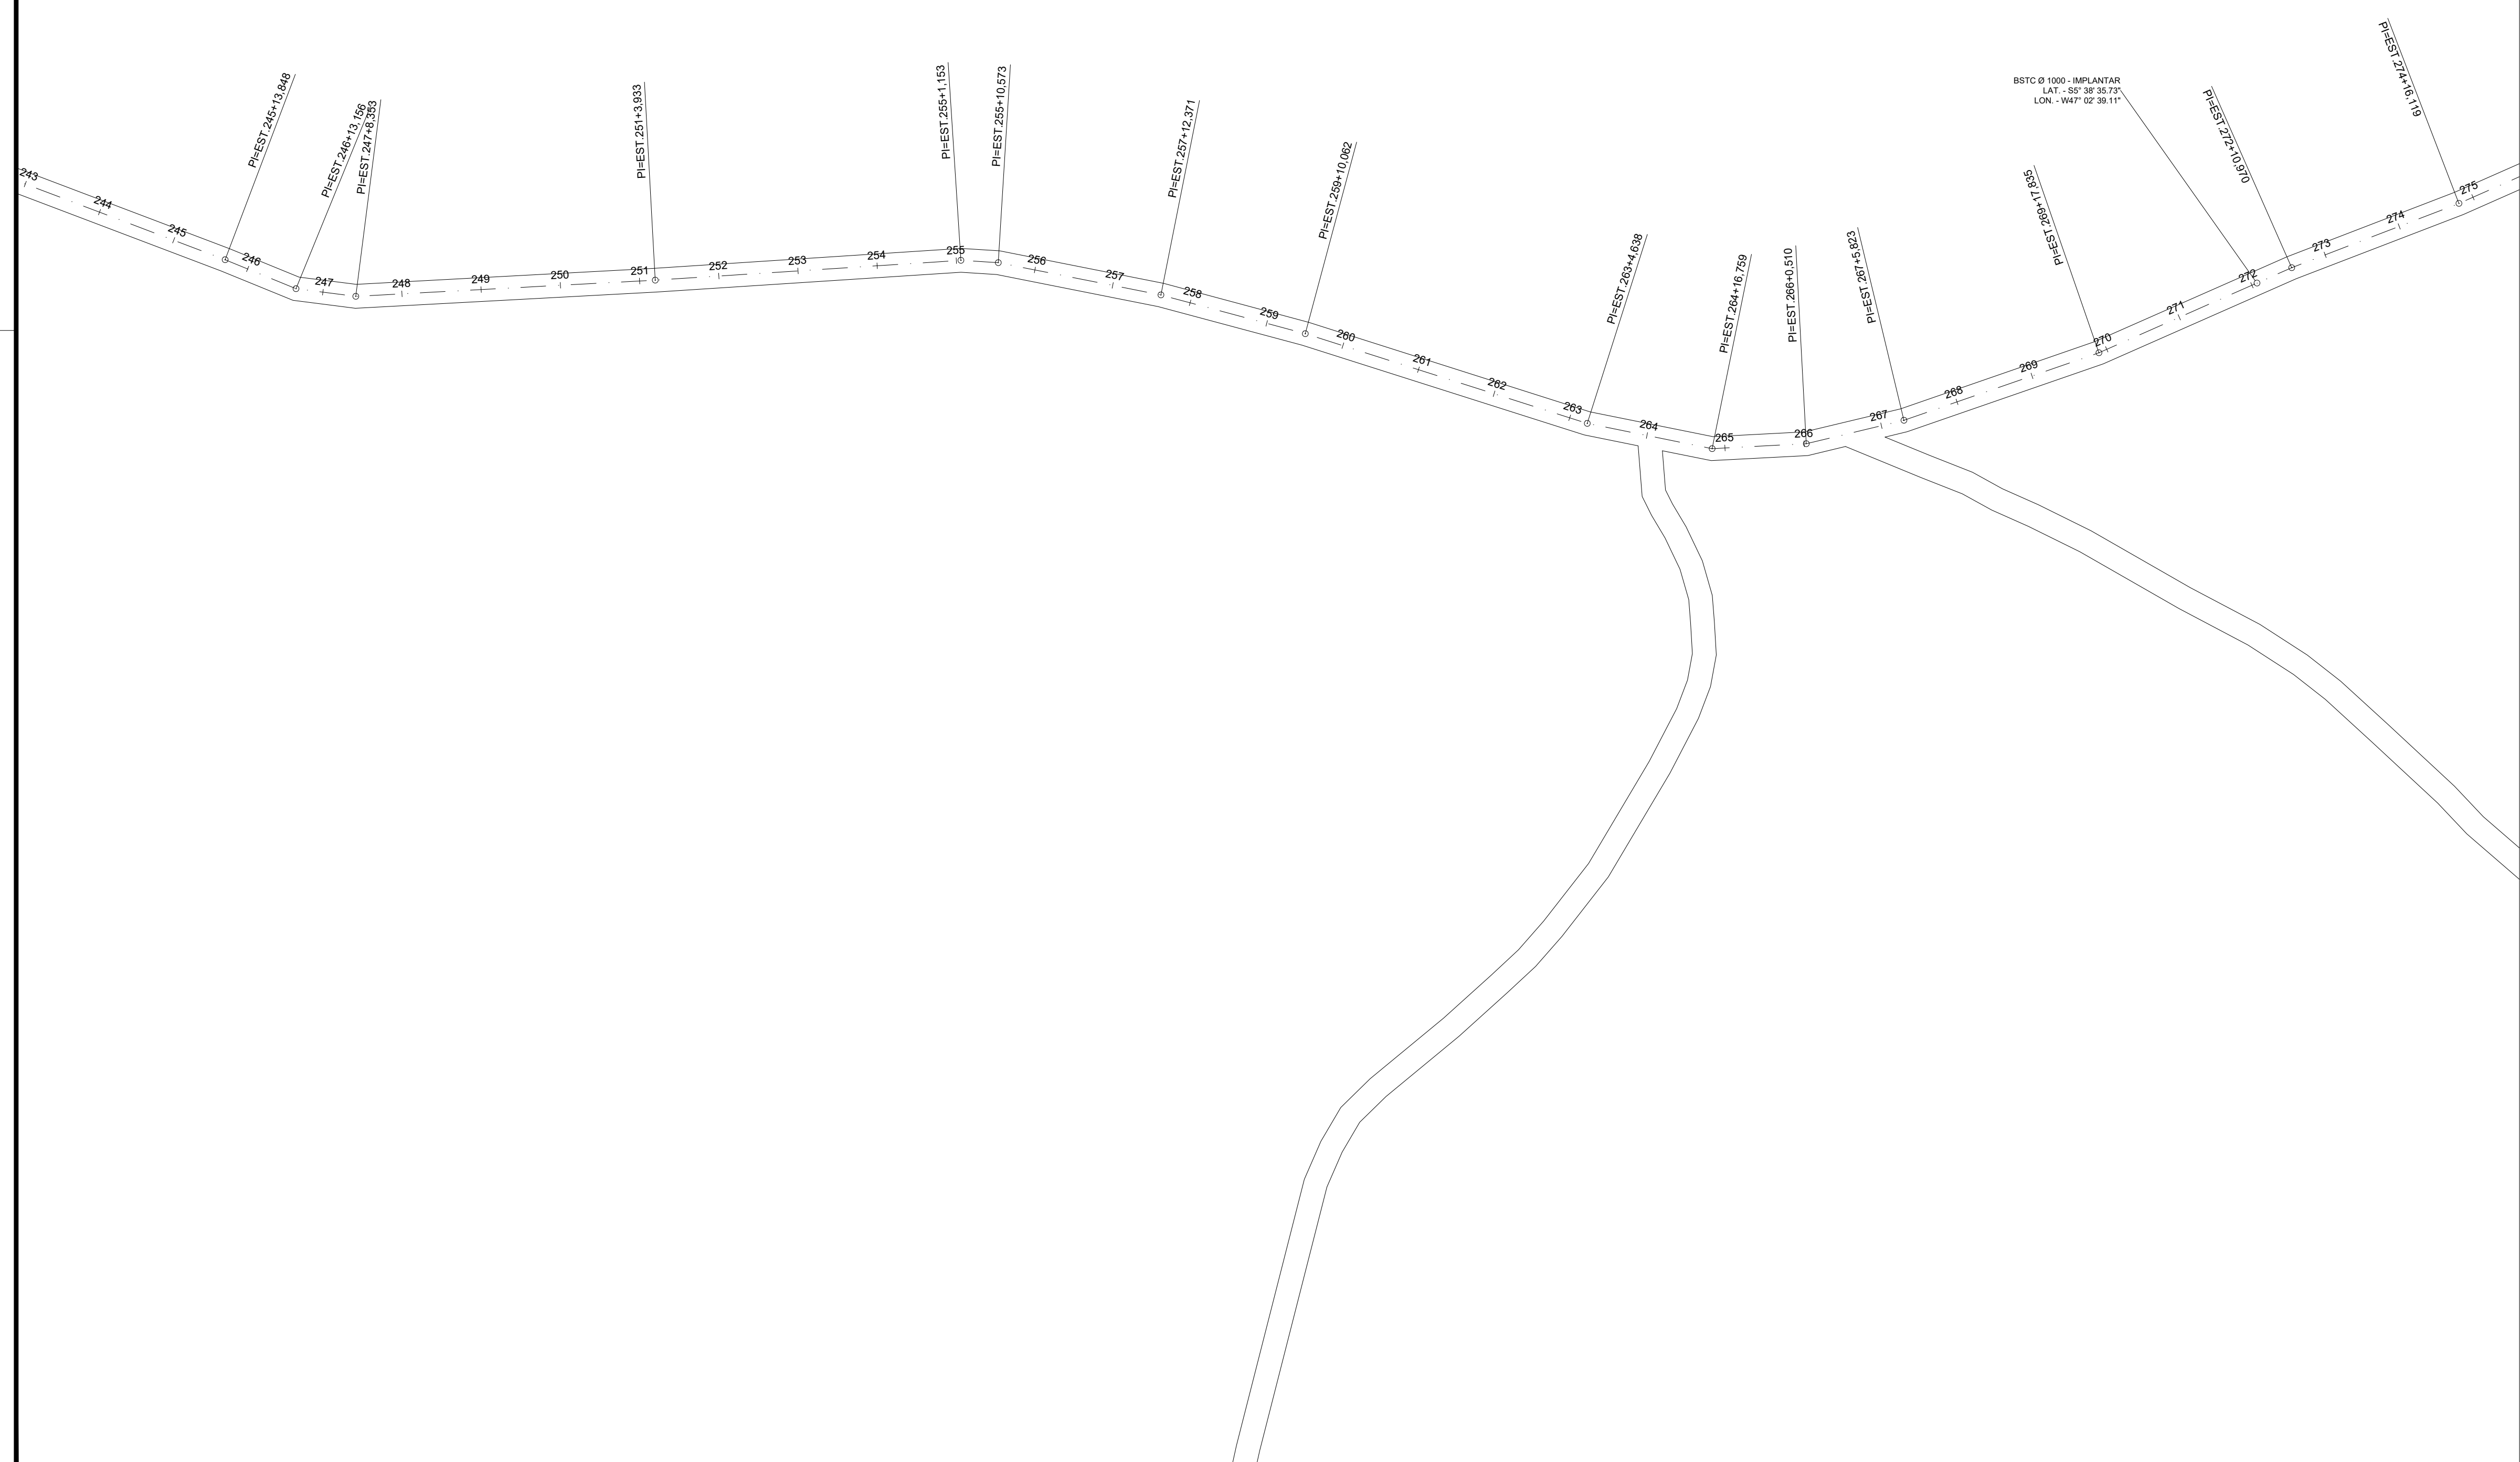 PI=EST.245+13,848
PI=EST.246+13,156
PI=EST.247+8,353
PI=EST.251+3,933
PI=EST.255+1,153
PI=EST.255+10,573
PI=EST.257+12,371
PI=EST.259+10,062
PI=EST.263+4,638
PI=EST.264+16,759
PI=EST.266+0,510
PI=EST.267+5,823
PI=EST.269+17,835
BSTC Ø 1000 - IMPLANTAR
LAT. - S5° 38' 35.73"
LON. - W47° 02' 39.11"
PI=EST.272+10,970
PI=EST.274+16,119
243
244
245
246
247
248
249
250
251
252
253
254
255
256
257
258
259
260
261
262
263
264
265
266
267
268
269
270
271
272
273
274
275